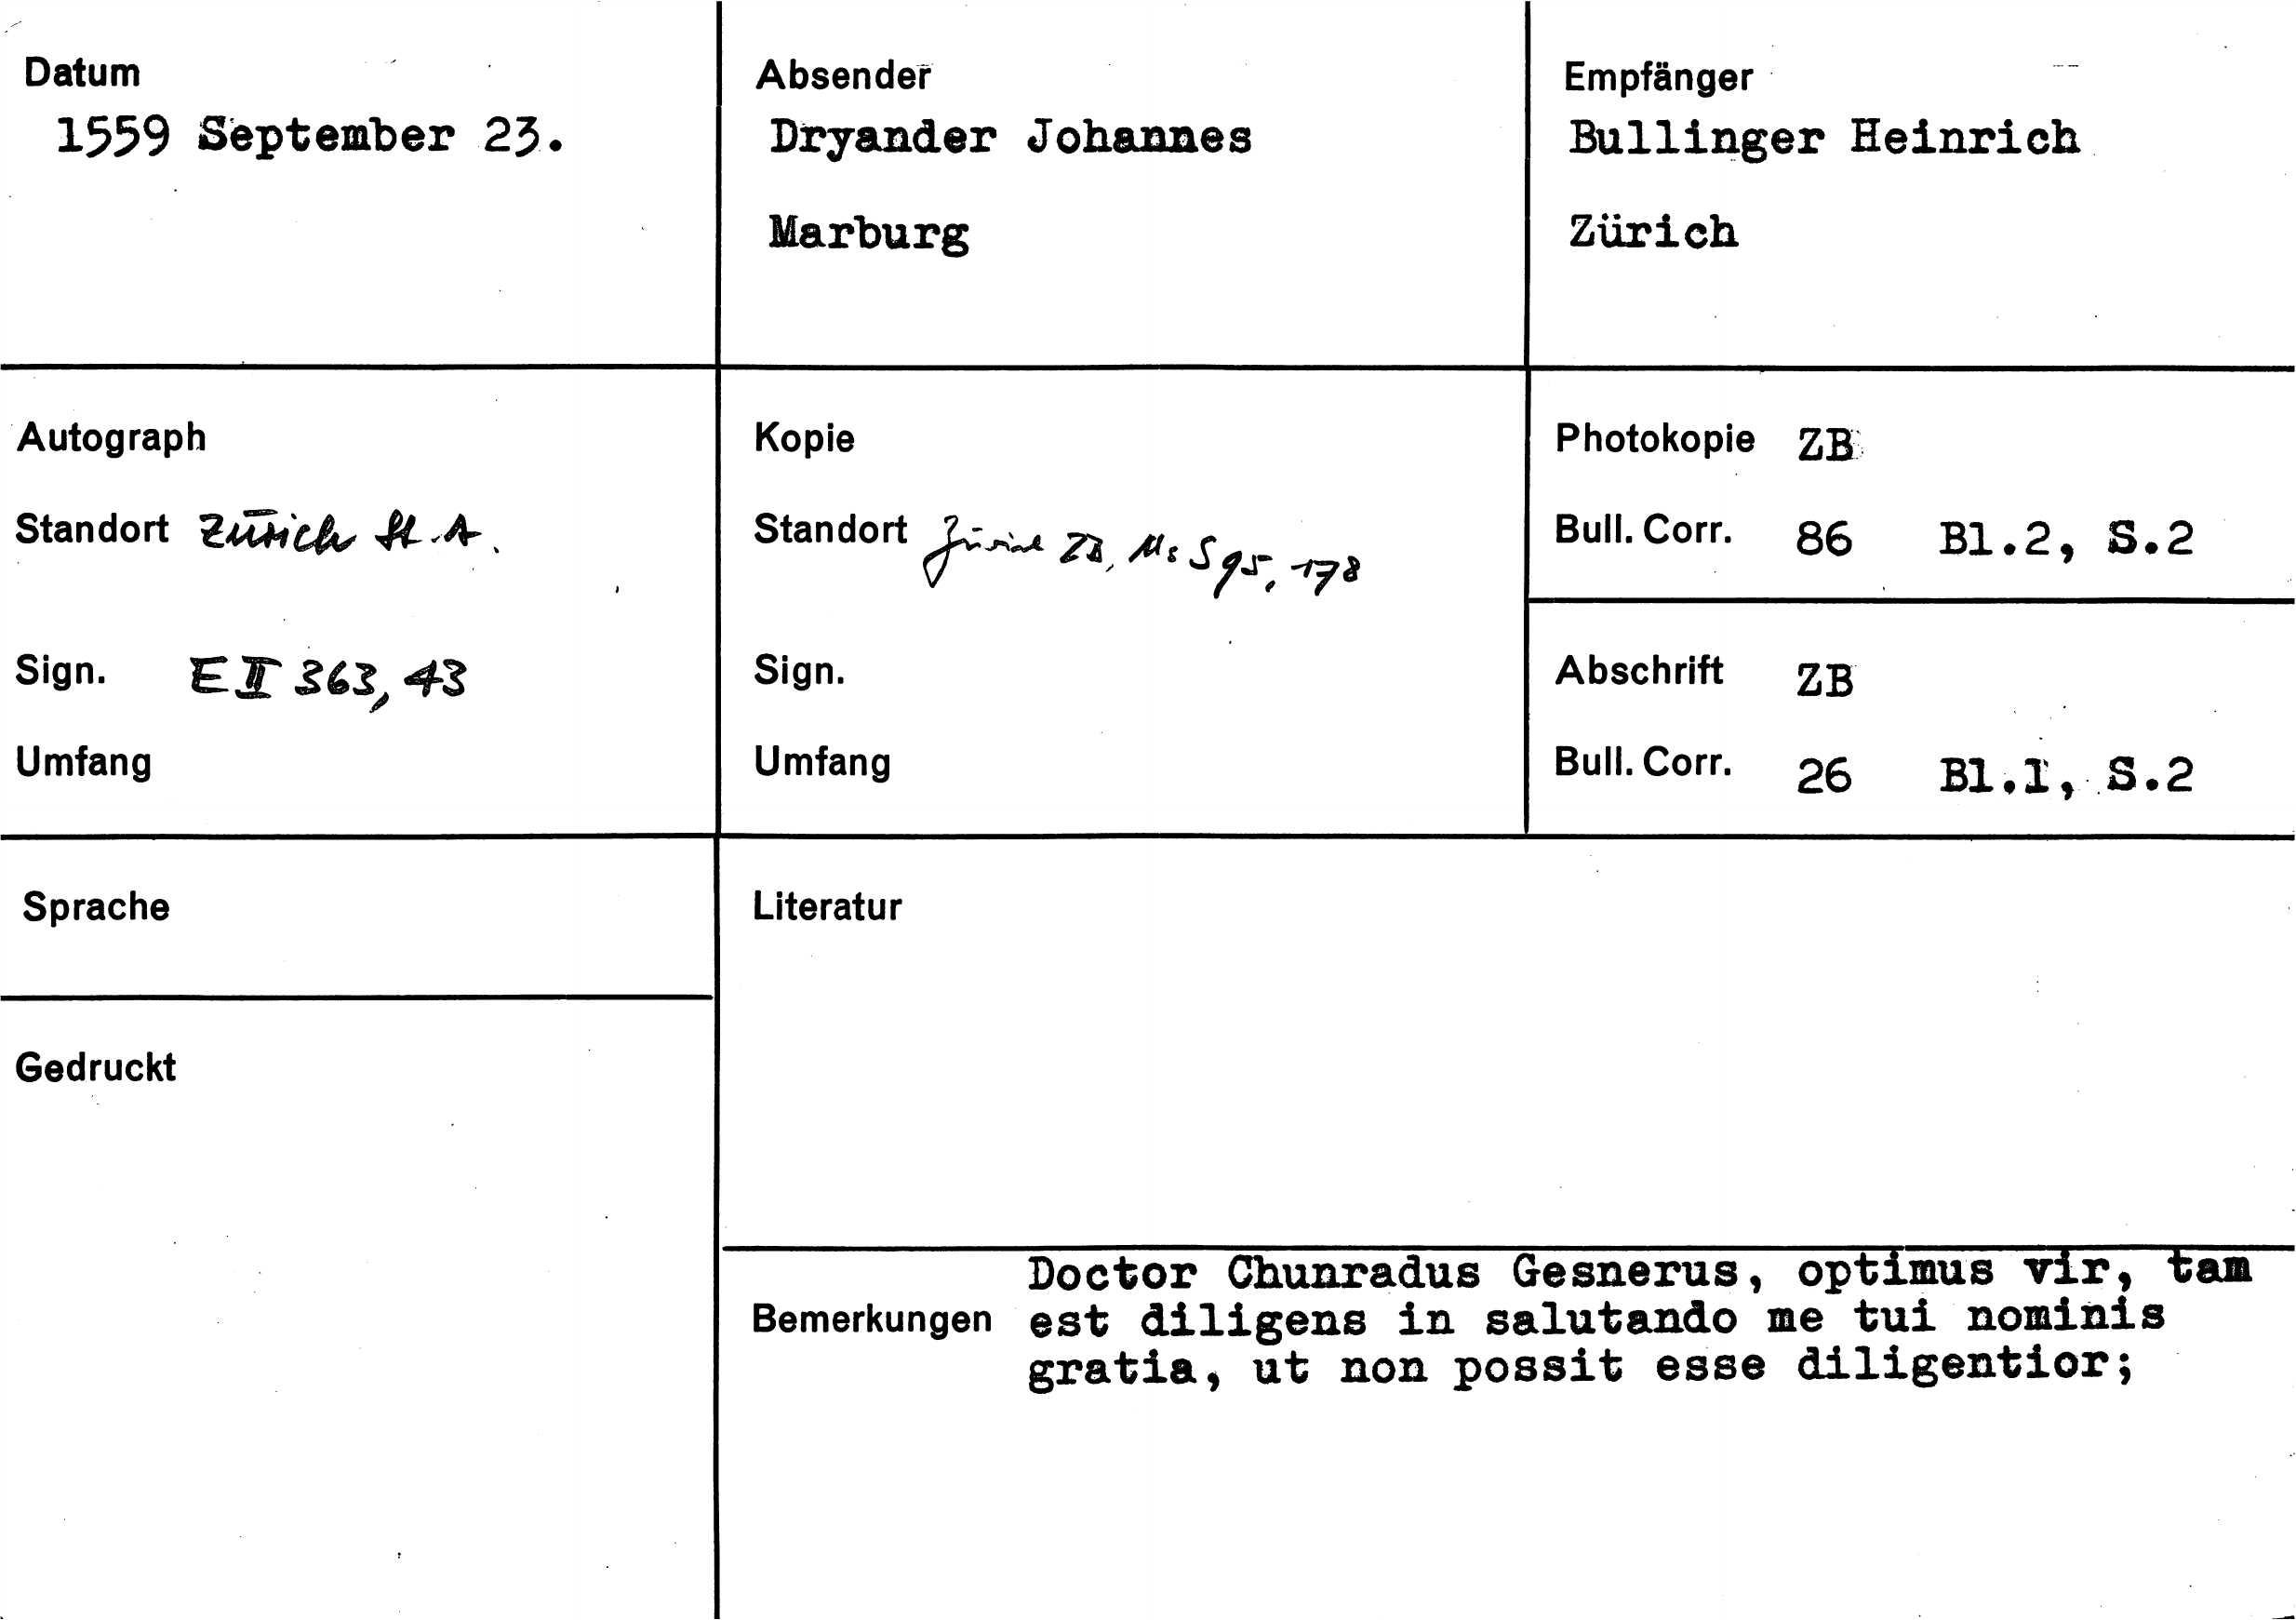 Datum
1559 September 23.
Absender
Dryander Johannes
Marburg
Empfänger
Bullinger Heinrich
Zürich
Autograph
Standort Zürich St.A.
Sign. E II 363, 43
Umfang
Kopie
Standort Zürich ZB, Ms S 95, 178
Sign.
Umfang
Photokopie ZB
Bull. Corr. 86 Bl.2, S.2
Abschrift ZB
Bull. Corr. 26 Bl.1, S.2
Sprache
Gedruckt
Literatur
Bemerkungen
Doctor Chunradus Gesnerus, optimus vir, tam
est diligens in salutando me tui nominis
gratia, ut non possit esse diligentior;